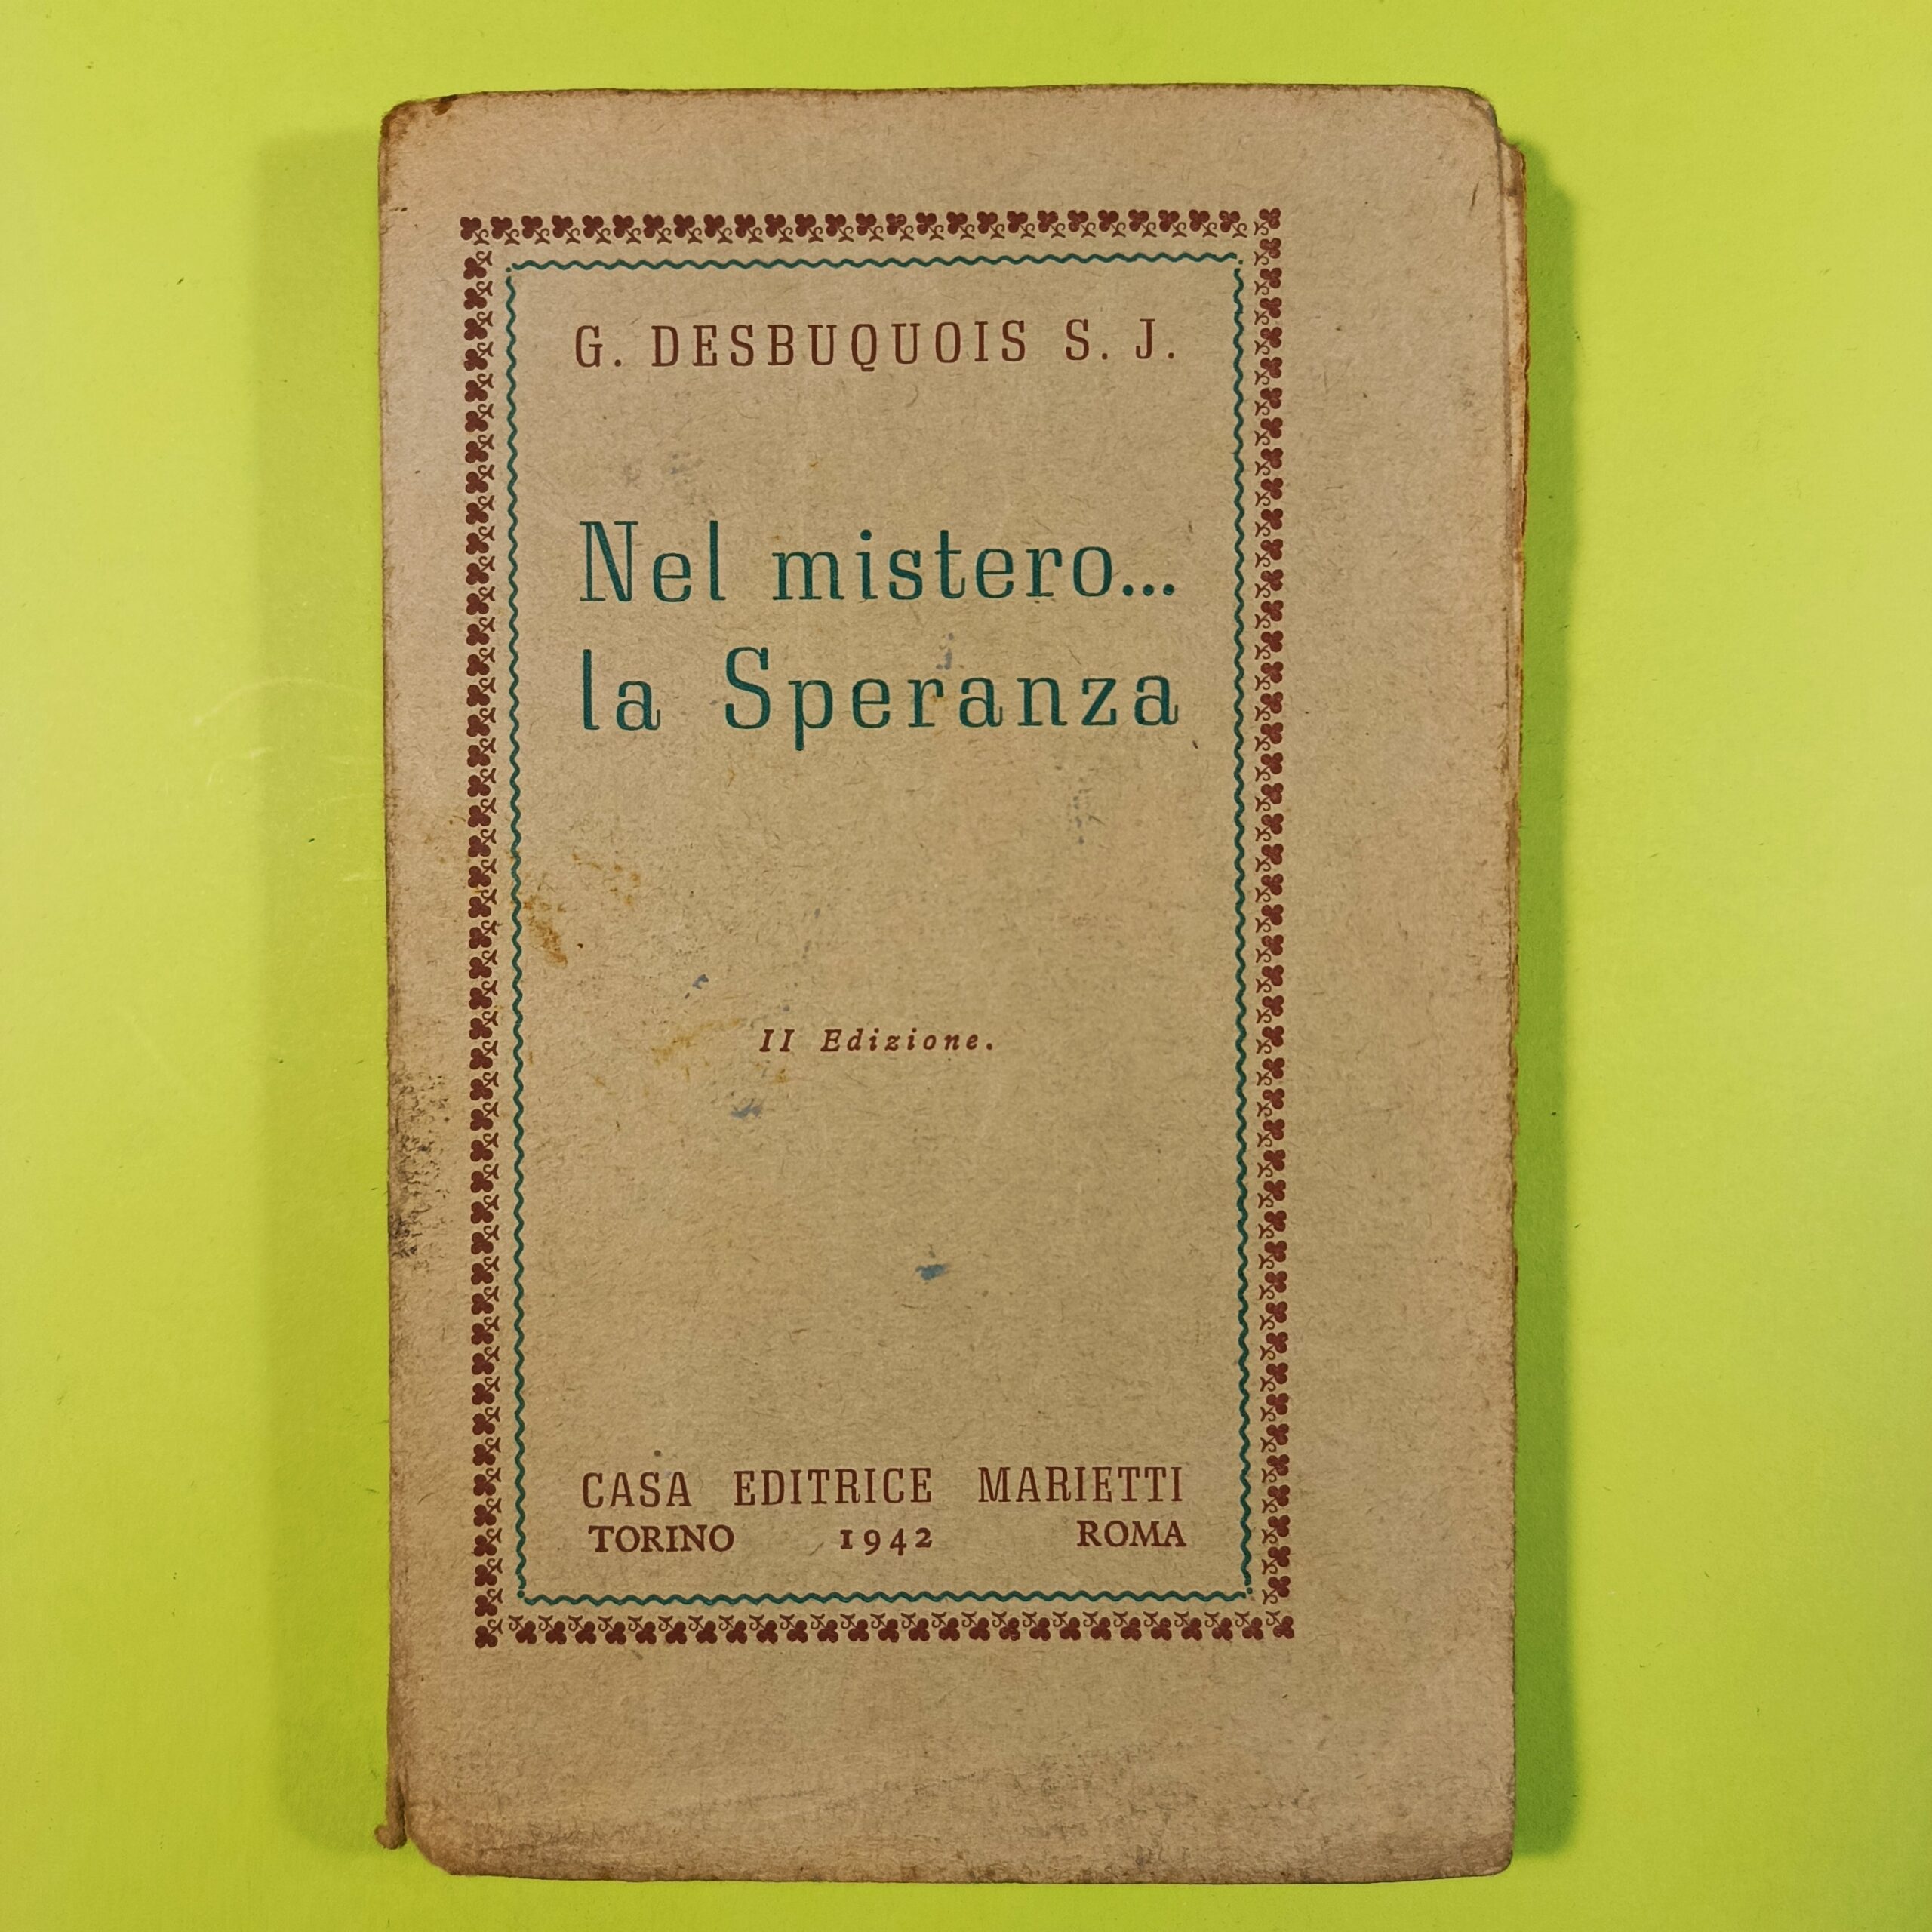 G. DESBUQUOIS S. J.
Nel mistero...
la Speranza
II Edizione.
CASA EDITRICE MARIETTI
TORINO 1942 ROMA